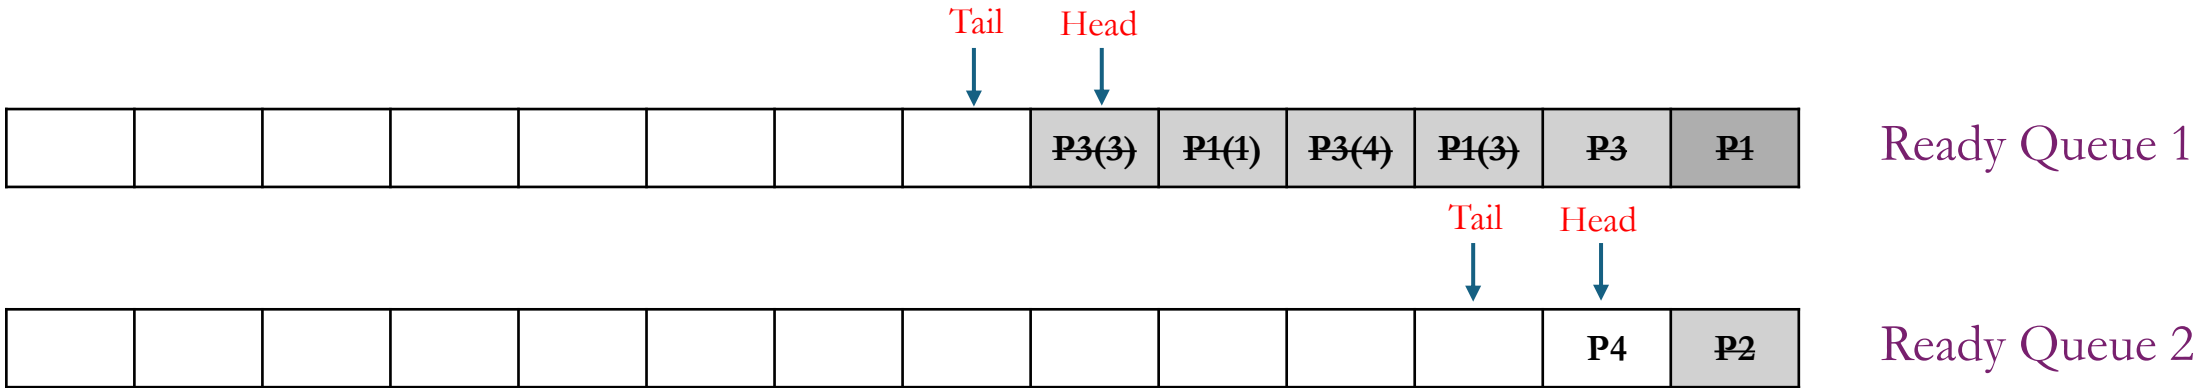 Tail Head
P3(3) P1(1) P3(4) P1(3) P3 P1 Ready Queue 1
Tail Head
P4 P2 Ready Queue 2